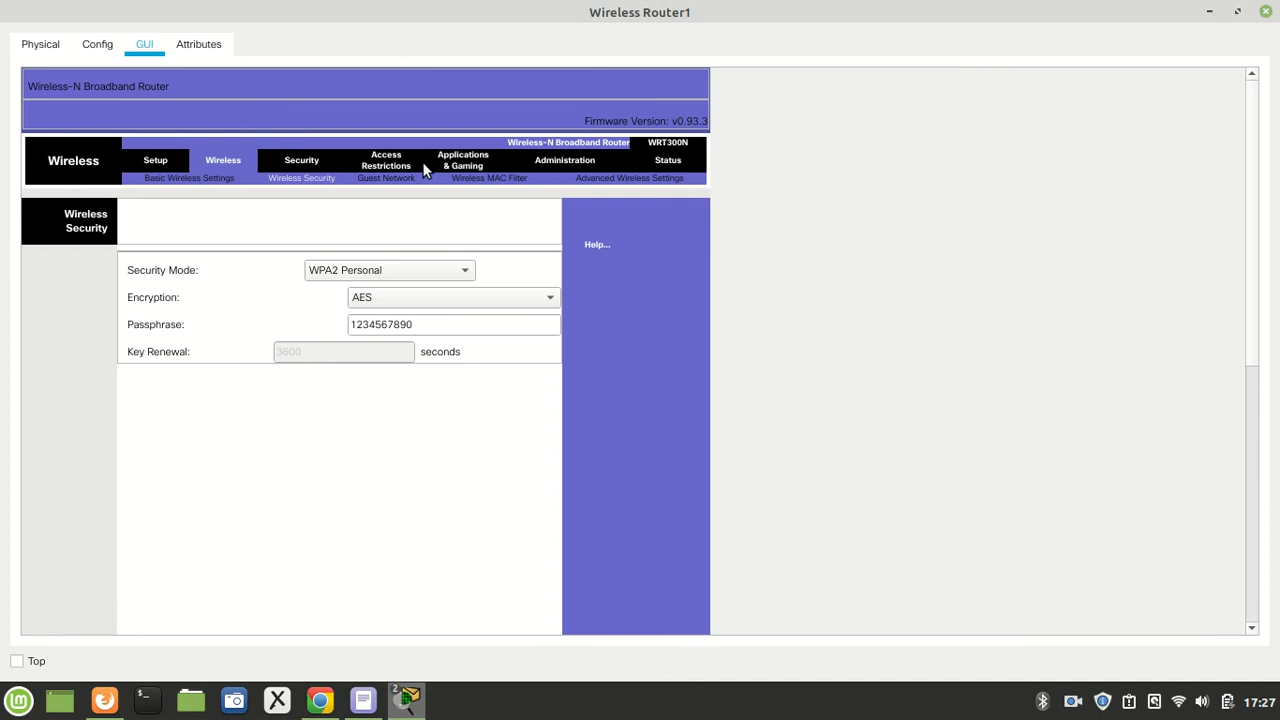 Wireless Router1
Physical Config GUI Attributes
Wireless-N Broadband Router
Firmware Version: v0.93.3
Wireless-N Broadband Router WRT300N
Wireless Setup Wireless Security Access Restrictions Applications & Gaming Administration Status
Basic Wireless Settings Wireless Security Guest Network Wireless MAC Filter Advanced Wireless Settings
Wireless
Security
Help...
Security Mode: WPA2 Personal
Encryption: AES
Passphrase: 1234567890
Key Renewal: 3600 seconds
Top
2
17:27